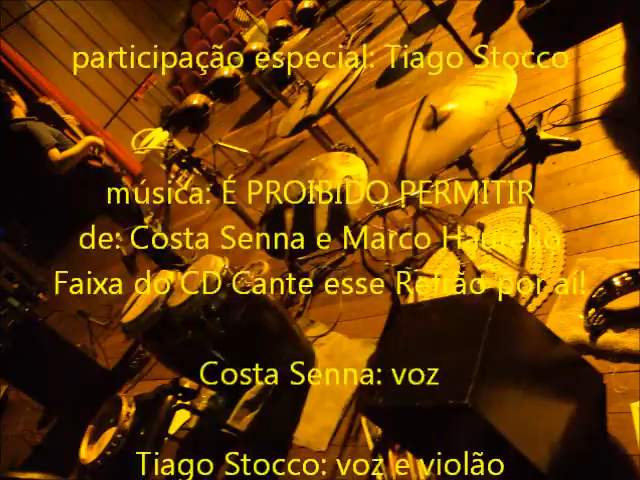 participação especial: Tiago Stocco
música: É PROIBIDO PERMITIR
de: Costa Senna e Marco Haurélio
Faixa do CD Cante esse Refrão por aí!
Costa Senna: voz
Tiago Stocco: voz e violão